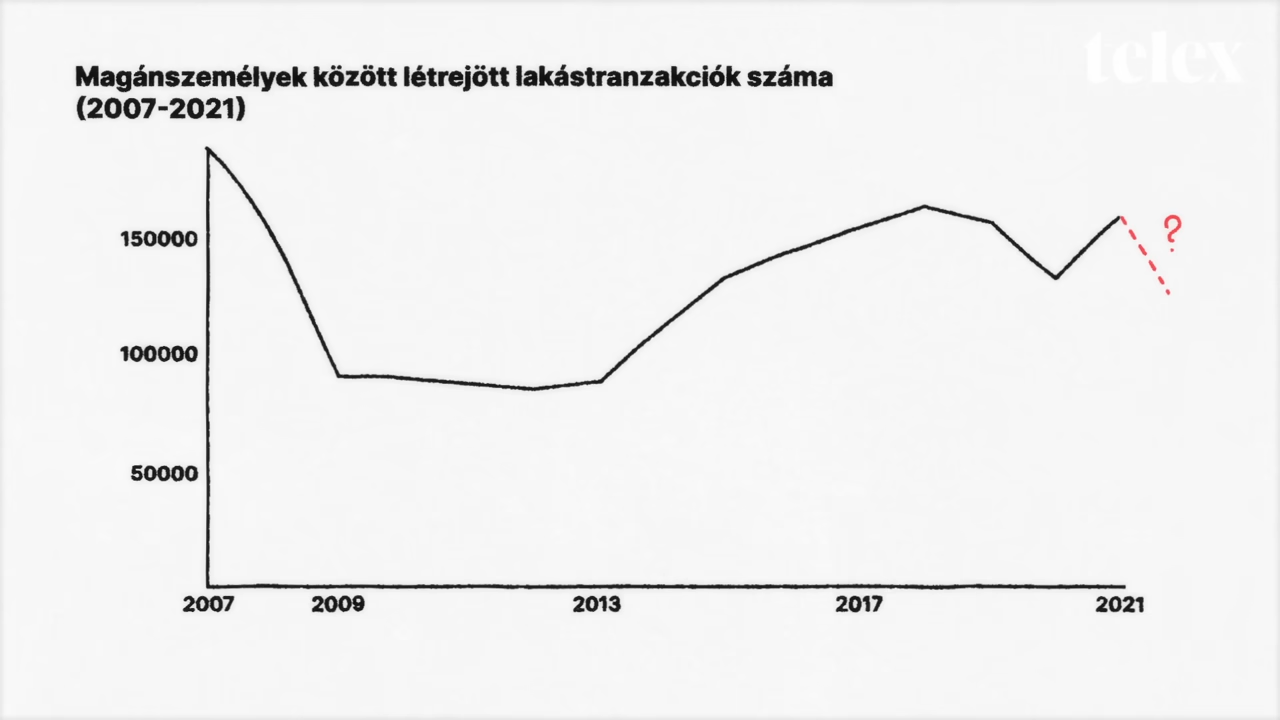 telex
Magánszemélyek között létrejött lakástranzakciók száma
(2007-2021)
150000
100000
50000
?
2007 2009 2013 2017 2021